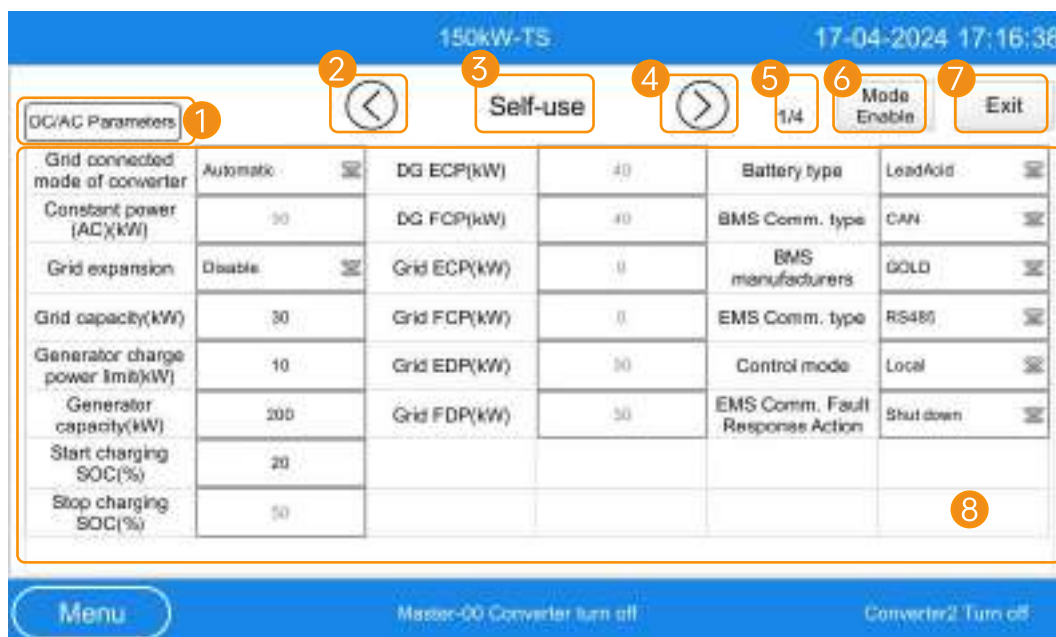 150kW-TS 17-04-2024 17:16:38
2 3 4 5 6 7
DC/AC Parameters 1 Self-use 1/4 Mode Enable Exit
Grid connected mode of converter Automatic DG ECP(kW) 40 Battery type LeadAcid
Constant power (AC)(kW) DG FCP(kW) 40 BMS Comm. type CAN
Grid expansion Disable Grid ECP(kW) 0 BMS manufacturers GOLD
Grid capacity(kW) 30 Grid FCP(kW) 0 EMS Comm. type RS485
Generator charge power limit(kW) 10 Grid EDP(kW) Control mode Local
Generator capacity(kW) 200 Grid FDP(kW) EMS Comm. Fault Response Action Shut down
Start charging SOC(%) 20
Stop charging SOC(%) 8
Menu Master-00 Converter turn off Converter2 Turn off